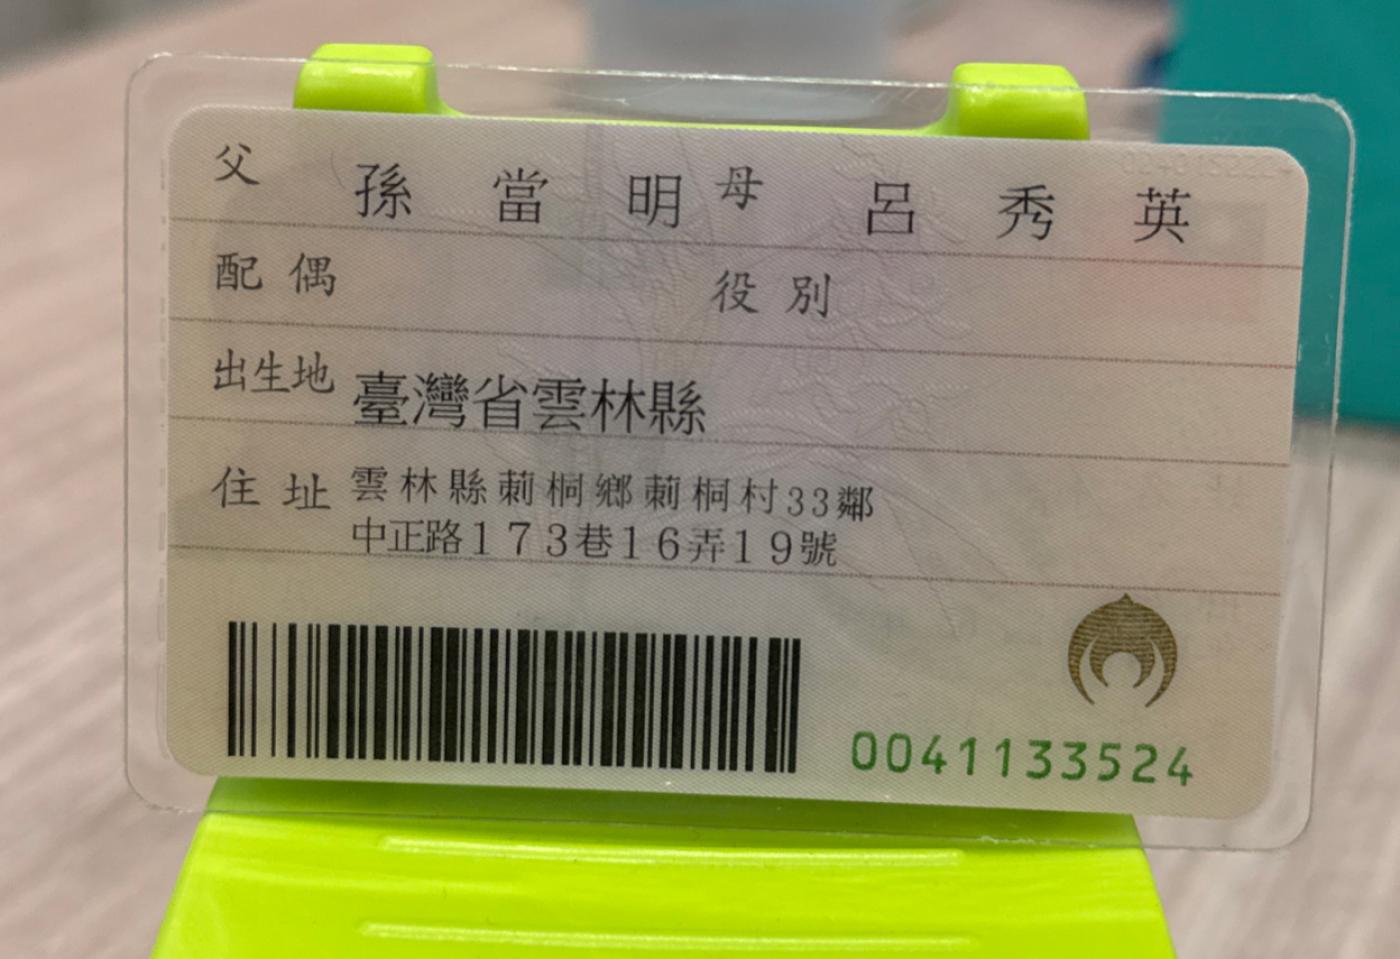 父 孫當明 母 呂秀英
配偶 役別
出生地 臺灣省雲林縣
住址 雲林縣莿桐鄉莿桐村33鄰
中正路173巷16弄19號
0041133524